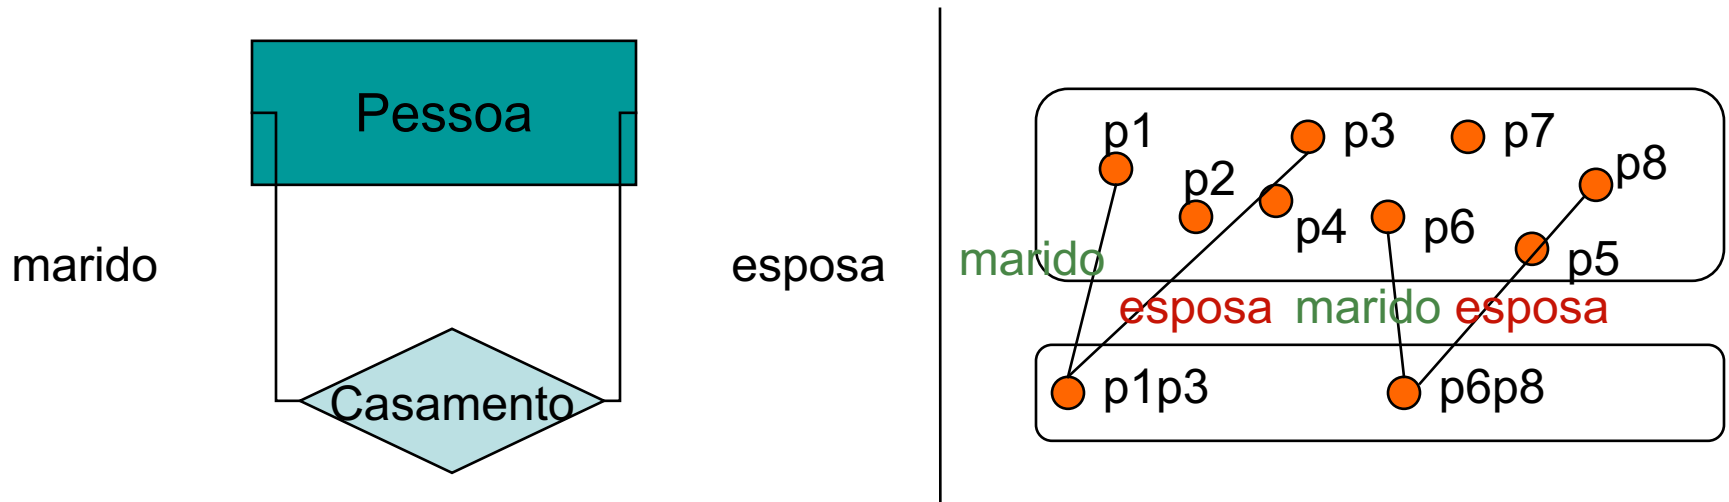 Pessoa
marido
esposa
Casamento
p1
p3
p7
p2
p8
p4
p6
p5
marido
esposa
marido
esposa
p1p3
p6p8